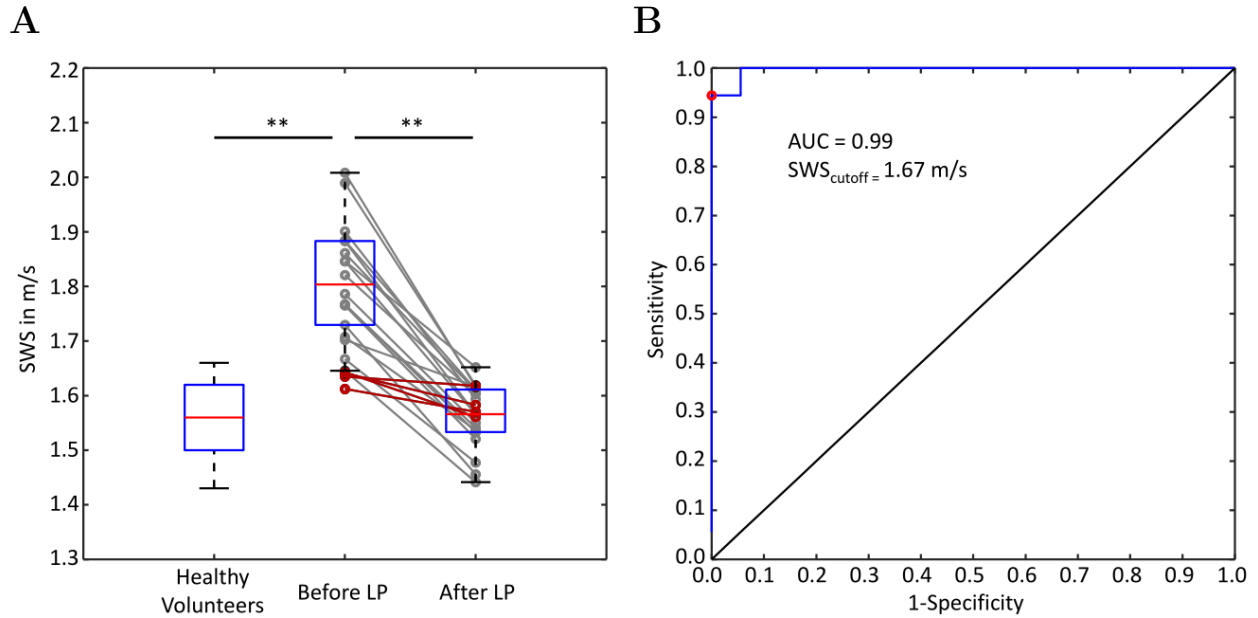 A
SWS in m/s
2.2
2.1
2.0
1.9
1.8
1.7
1.6
1.5
1.4
1.3
**
**
Healthy
Volunteers
Before LP
After LP
B
Sensitivity
1.0
0.9
0.8
0.7
0.6
0.5
0.4
0.3
0.2
0.1
0.0
AUC = 0.99
SWScutoff = 1.67 m/s
0.0 0.1 0.2 0.3 0.4 0.5 0.6 0.7 0.8 0.9 1.0
1-Specificity